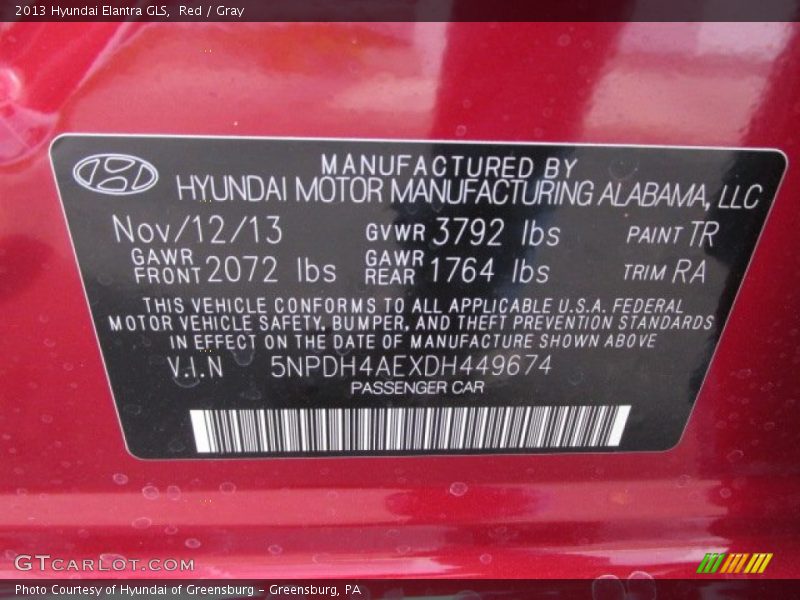 2013 Hyundai Elantra GLS, Red / Gray
MANUFACTURED BY
HYUNDAI MOTOR MANUFACTURING ALABAMA, LLC
Nov/12/13 GVWR 3792 lbs PAINT TR
GAWR FRONT 2072 lbs GAWR REAR 1764 lbs TRIM RA
THIS VEHICLE CONFORMS TO ALL APPLICABLE U.S.A. FEDERAL
MOTOR VEHICLE SAFETY, BUMPER, AND THEFT PREVENTION STANDARDS
IN EFFECT ON THE DATE OF MANUFACTURE SHOWN ABOVE
V.I.N 5NPDH4AEXDH449674
PASSENGER CAR
GTCARLOT.COM
Photo Courtesy of Hyundai of Greensburg – Greensburg, PA